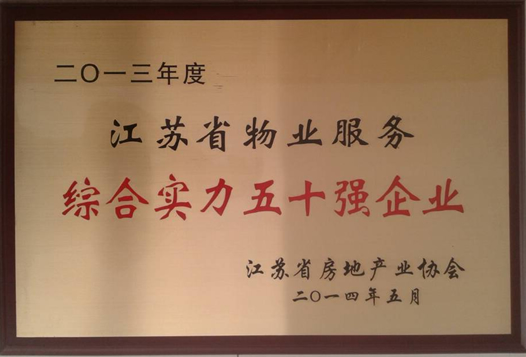 二〇一三年度
江苏省物业服务
综合实力五十强企业
江苏省房地产业协会
二〇一四年五月